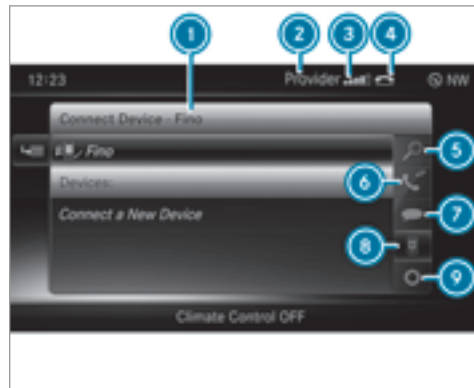 1
2
3
4
12:23
Provider
NW
Connect Device - Fino
Fino
5
Devices:
6
Connect a New Device
7
8
9
Climate Control OFF